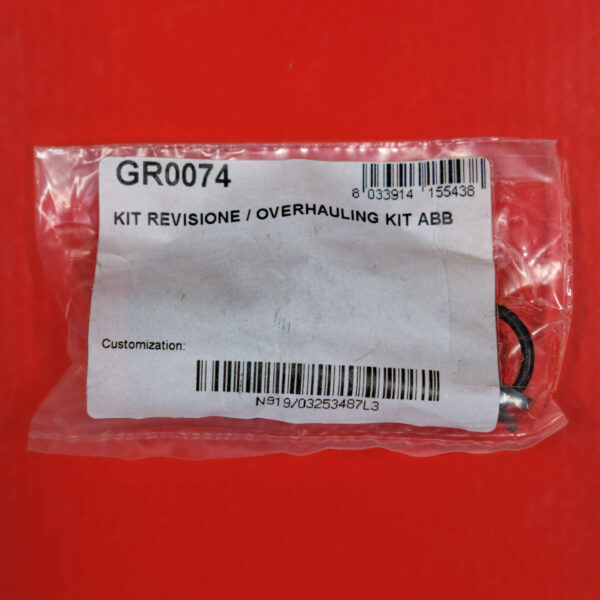 GR0074
8 033914 155438
KIT REVISIONE / OVERHAULING KIT ABB
Customization:
N919/03253487L3